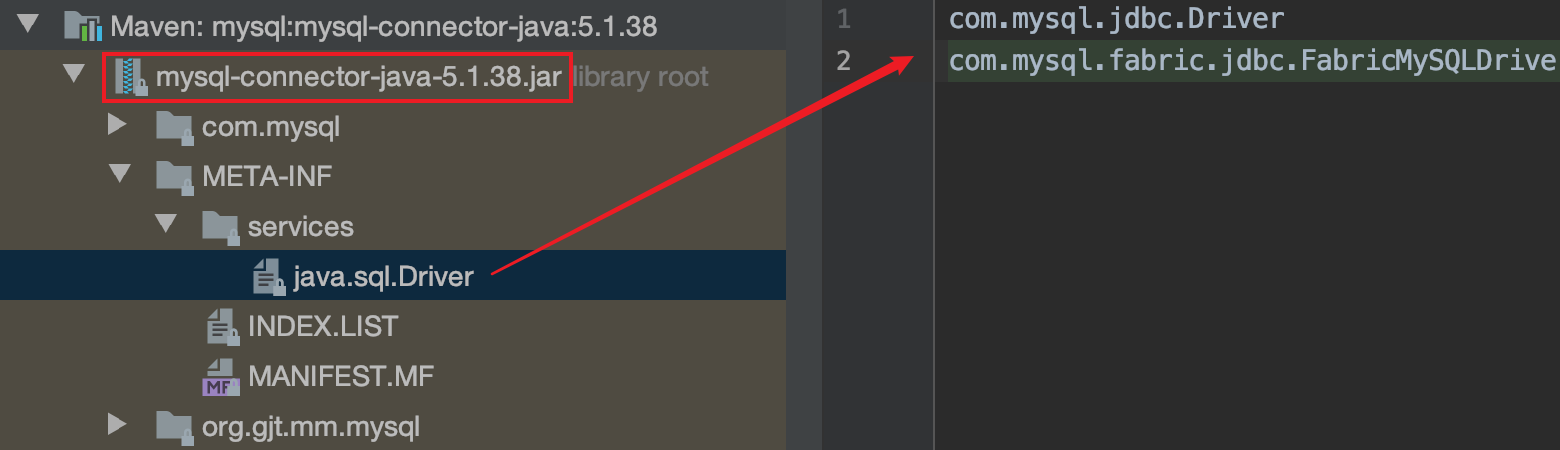 Maven: mysql:mysql-connector-java:5.1.38
mysql-connector-java-5.1.38.jar library root
com.mysql
META-INF
services
java.sql.Driver
INDEX.LIST
MF MANIFEST.MF
org.gjt.mm.mysql
1 com.mysql.jdbc.Driver
2 com.mysql.fabric.jdbc.FabricMySQLDrive